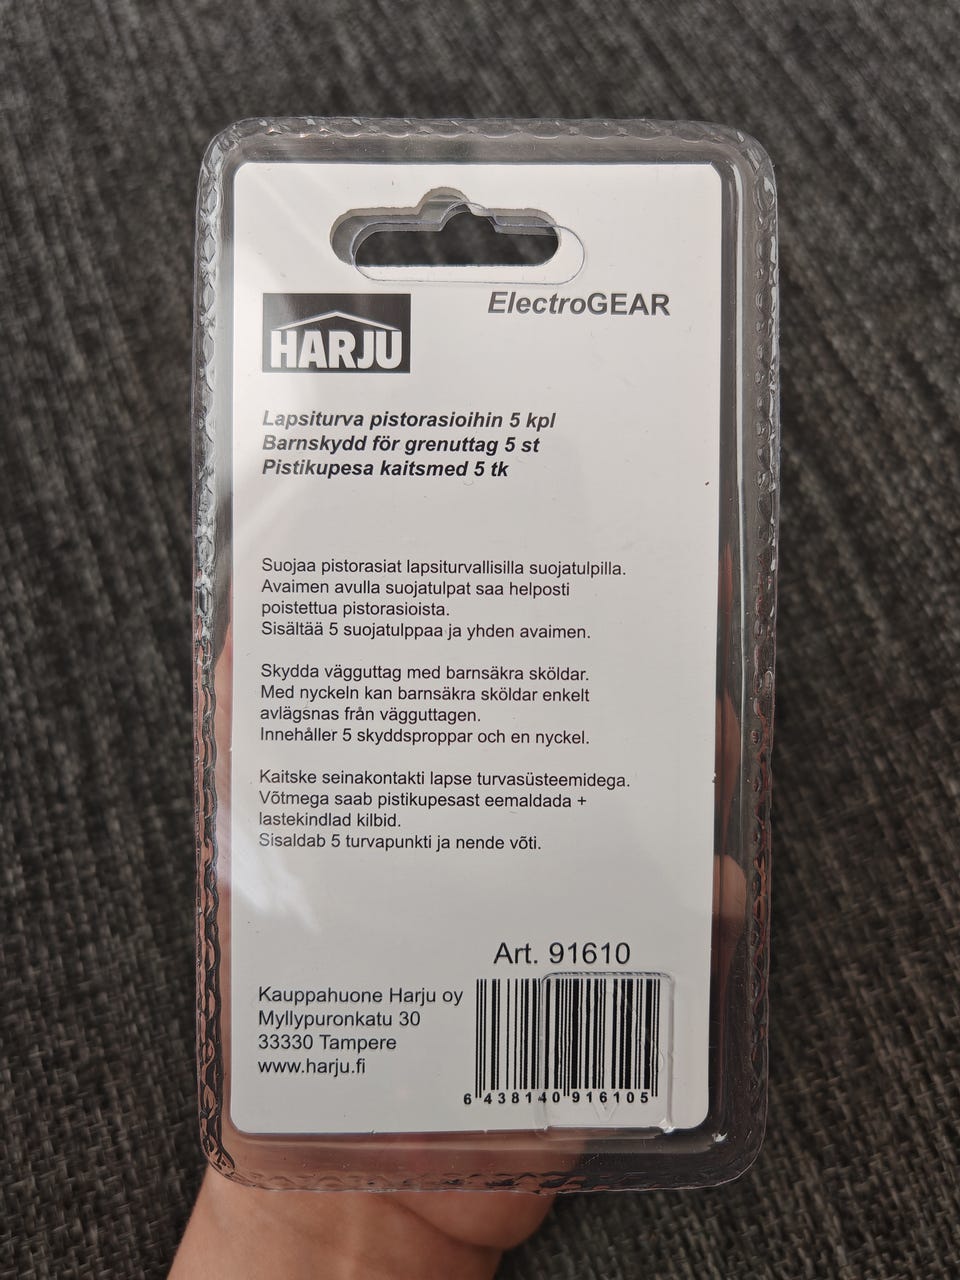 HARJU
ElectroGEAR
Lapsiturva pistorasioihin 5 kpl
Barnskydd för grenuttag 5 st
Pistikupesa kaitsmed 5 tk
Suojaa pistorasiat lapsiturvallisilla suojatulpilla.
Avaimen avulla suojatulpat saa helposti
poistettua pistorasioista.
Sisältää 5 suojatulppaa ja yhden avaimen.
Skydda vägguttag med barnsäkra sköldar.
Med nyckeln kan barnsäkra sköldar enkelt
avlägsnas från vägguttagen.
Innehåller 5 skyddsproppar och en nyckel.
Kaitske seinakontakti lapse turvasüsteemidega.
Võtmega saab pistikupesast eemaldada +
lastekindlad kilbid.
Sisaldab 5 turvapunkti ja nende võti.
Art. 91610
Kauppahuone Harju oy
Myllypuronkatu 30
33330 Tampere
www.harju.fi
6 438140 916105